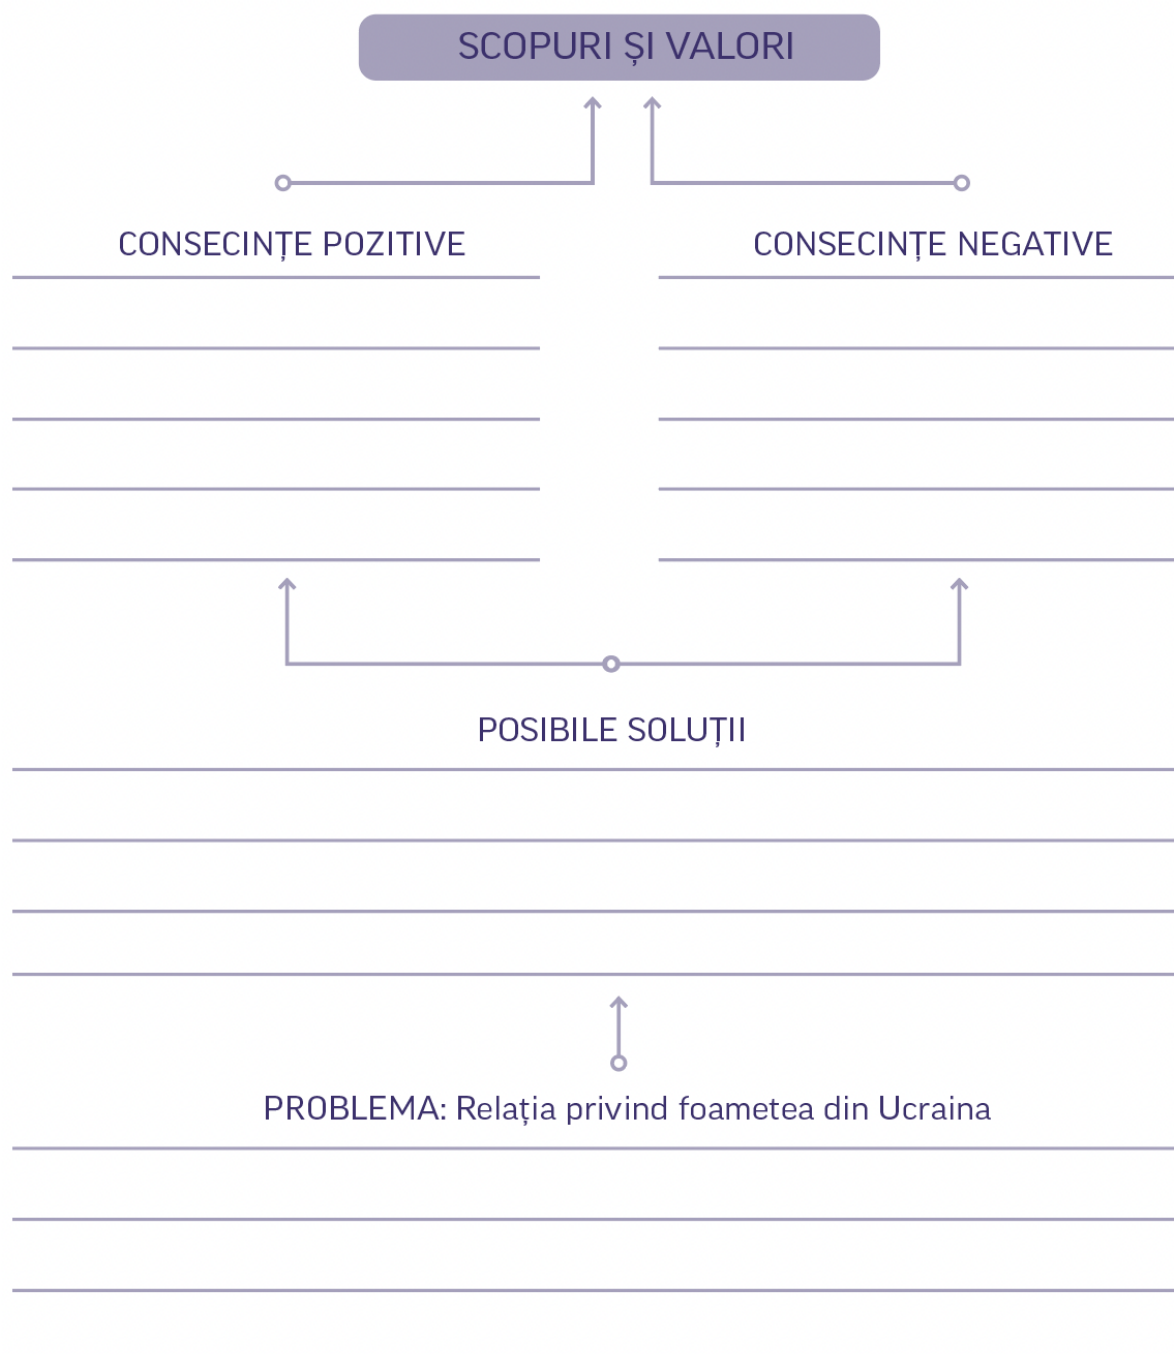 SCOPURI ȘI VALORI
CONSECINȚE POZITIVE
CONSECINȚE NEGATIVE
POSIBILE SOLUȚII
PROBLEMA: Relația privind foametea din Ucraina